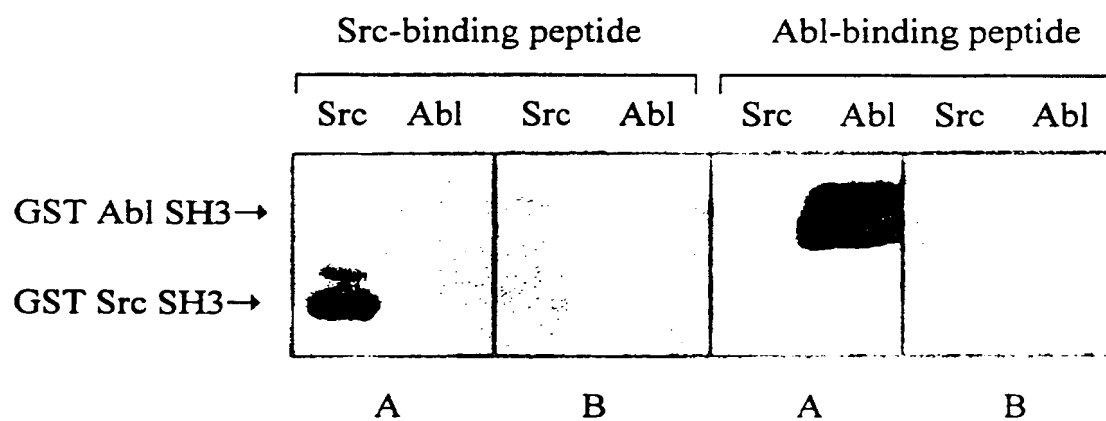 Src-binding peptide Abl-binding peptide
Src Abl Src Abl Src Abl Src Abl
GST Abl SH3→
GST Src SH3→
A B A B